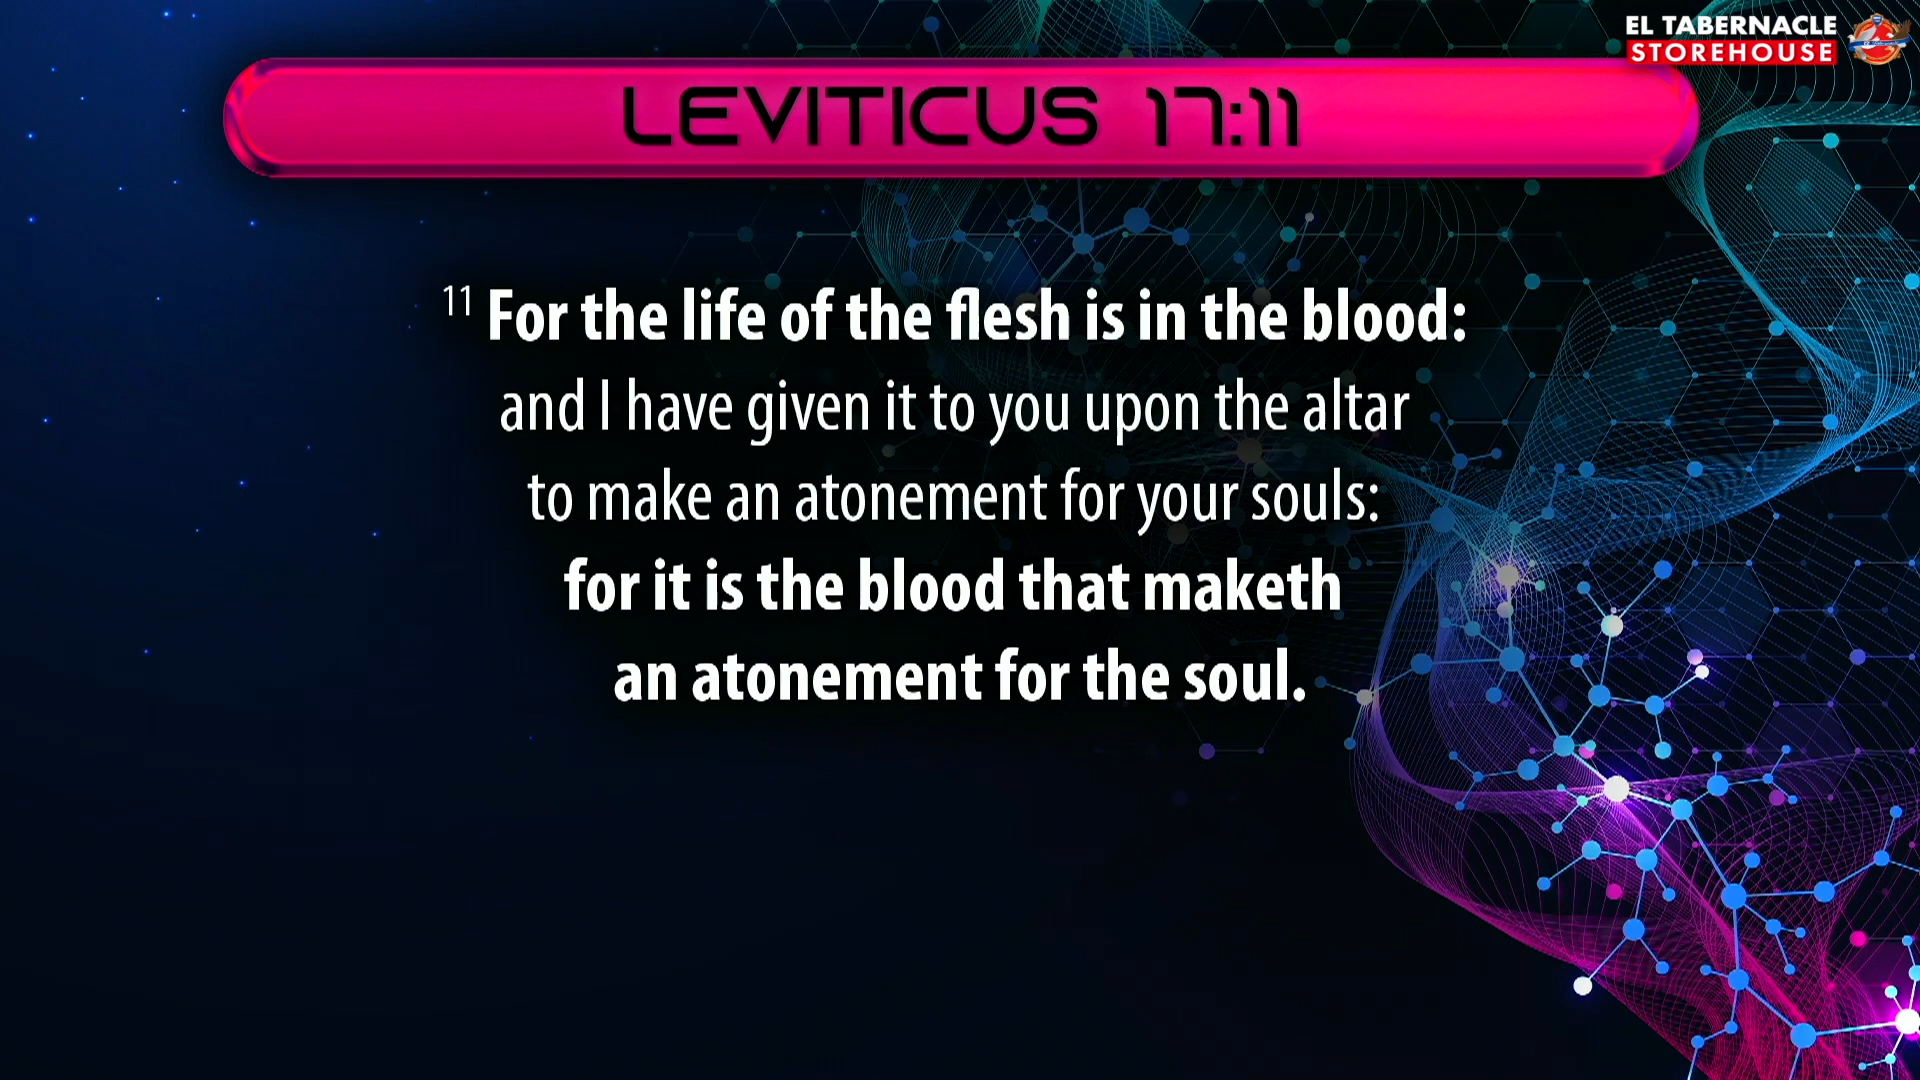 EL TABERNACLE
STOREHOUSE
LEVITICUS 17:11
11 For the life of the flesh is in the blood:
and I have given it to you upon the altar
to make an atonement for your souls:
for it is the blood that maketh
an atonement for the soul.